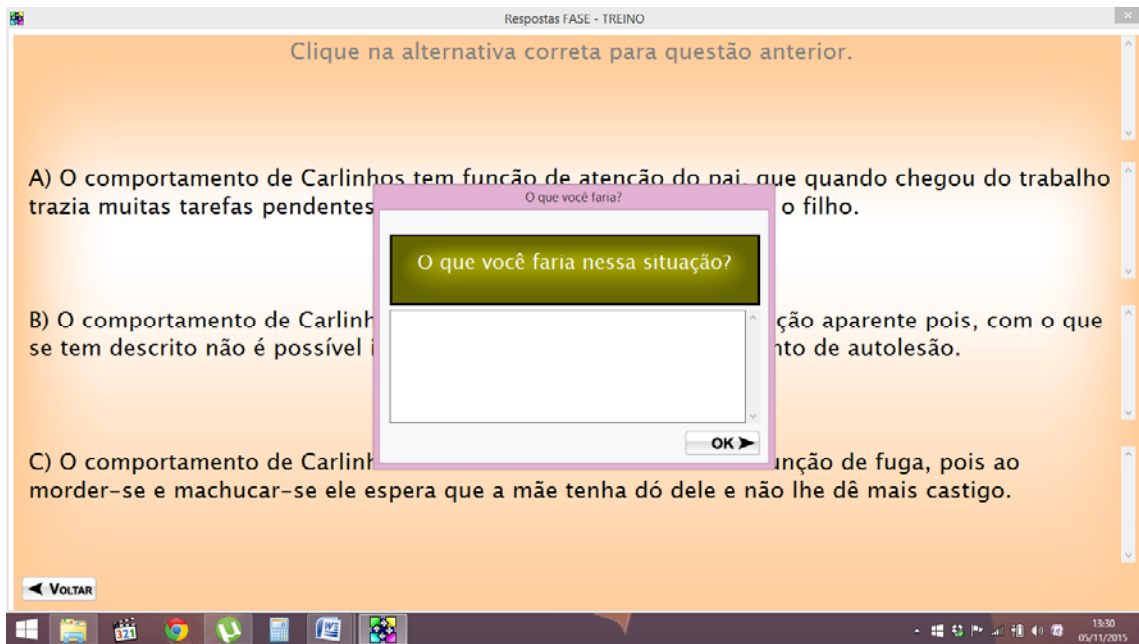 Respostas FASE - TREINO
Clique na alternativa correta para questão anterior.
A) O comportamento de Carlinhos tem função de atenção do pai, que quando chegou do trabalho
trazia muitas tarefas pendentes o filho.
O que você faria?
O que você faria nessa situação?
OK
B) O comportamento de Carlinh ção aparente pois, com o que
se tem descrito não é possível i nto de autolesão.
C) O comportamento de Carlinh unção de fuga, pois ao
morder-se e machucar-se ele espera que a mãe tenha dó dele e não lhe dê mais castigo.
VOLTAR
321
13:30
05/11/2015